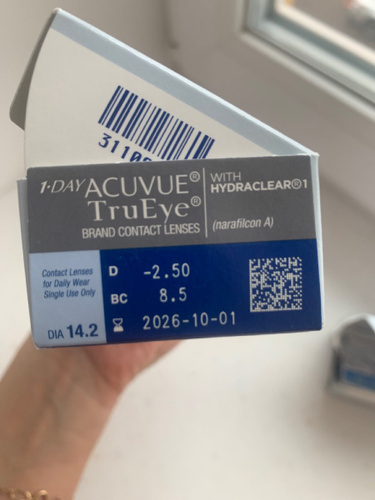 1·DAY ACUVUE® WITH
HYDRACLEAR®1
TruEye®
BRAND CONTACT LENSES (narafilcon A)
Contact Lenses
for Daily Wear
Single Use Only
DIA 14.2
D -2.50
BC 8.5
2026-10-01